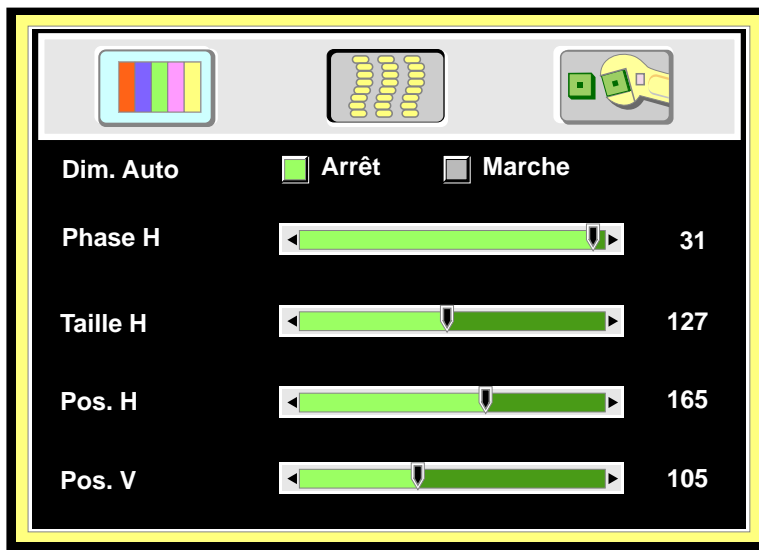 Dim. Auto Arrêt Marche
Phase H 31
Taille H 127
Pos. H 165
Pos. V 105